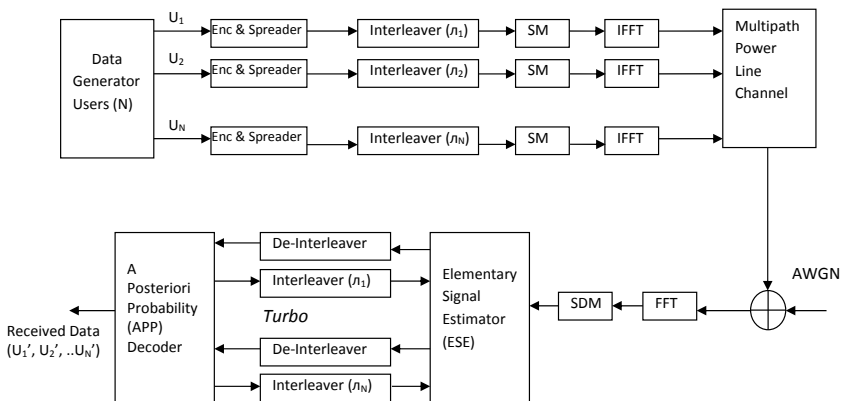 U1
U2
UN
Data
Generator
Users (N)
Enc & Spreader
Interleaver (л1)
SM
IFFT
Enc & Spreader
Interleaver (л2)
SM
IFFT
Enc & Spreader
Interleaver (лN)
SM
IFFT
Multipath
Power
Line
Channel
A
Posteriori
Probability
(APP)
Decoder
De-Interleaver
Interleaver (л1)
Turbo
De-Interleaver
Interleaver (лN)
Elementary
Signal
Estimator
(ESE)
SDM
FFT
AWGN
Received Data
(U1’, U2’, ..UN’)